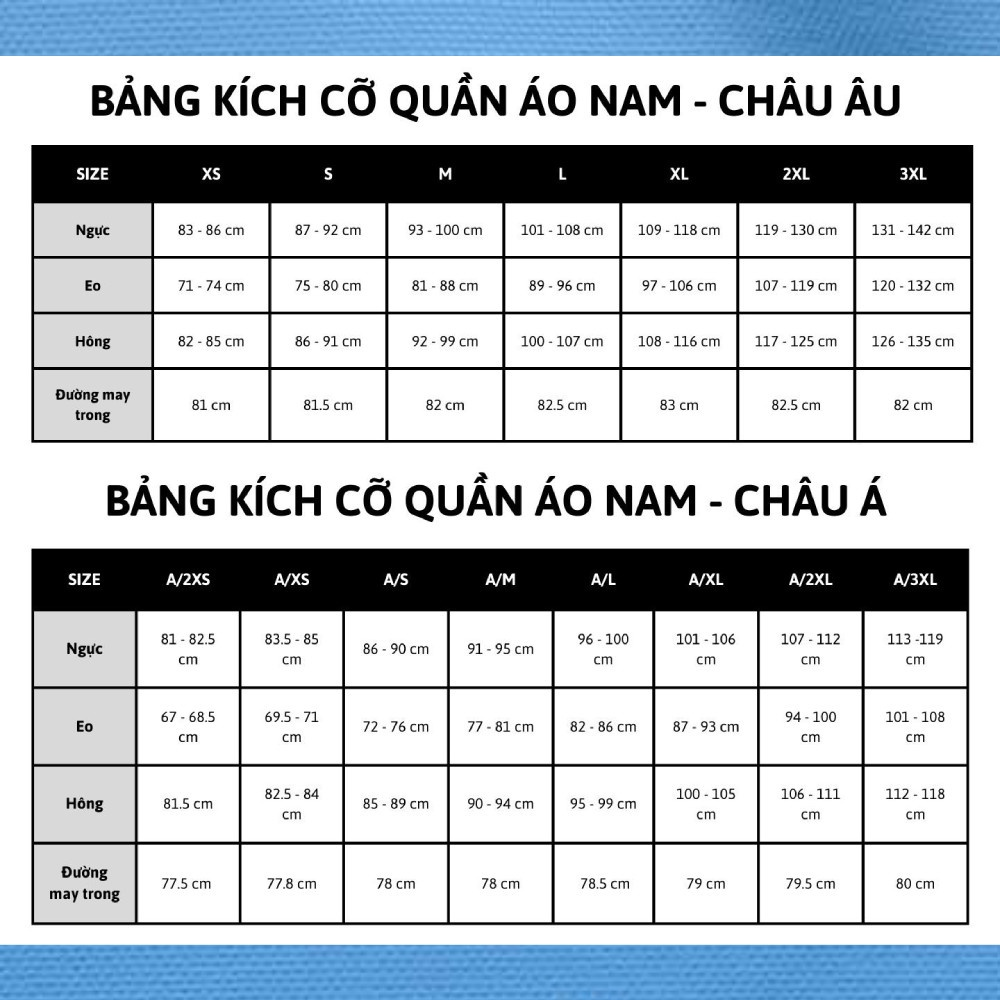 BẢNG KÍCH CỠ QUẦN ÁO NAM - CHÂU ÂU
SIZE XS S M L XL 2XL 3XL
Ngực 83 - 86 cm 87 - 92 cm 93 - 100 cm 101 - 108 cm 109 - 118 cm 119 - 130 cm 131 - 142 cm
Eo 71 - 74 cm 75 - 80 cm 81 - 88 cm 89 - 96 cm 97 - 106 cm 107 - 119 cm 120 - 132 cm
Hông 82 - 85 cm 86 - 91 cm 92 - 99 cm 100 - 107 cm 108 - 116 cm 117 - 125 cm 126 - 135 cm
Đường may
trong 81 cm 81.5 cm 82 cm 82.5 cm 83 cm 82.5 cm 82 cm
BẢNG KÍCH CỠ QUẦN ÁO NAM - CHÂU Á
SIZE A/2XS A/XS A/S A/M A/L A/XL A/2XL A/3XL
Ngực 81 - 82.5 83.5 - 85 86 - 90 cm 91 - 95 cm 96 - 100 101 - 106 107 - 112 113 -119
cm cm cm cm cm cm
Eo 67 - 68.5 69.5 - 71 72 - 76 cm 77 - 81 cm 82 - 86 cm 87 - 93 cm 94 - 100 101 - 108
cm cm cm cm
Hông 81.5 cm 82.5 - 84 85 - 89 cm 90 - 94 cm 95 - 99 cm 100 - 105 106 - 111 112 - 118
cm cm cm cm
Đường
may trong 77.5 cm 77.8 cm 78 cm 78 cm 78.5 cm 79 cm 79.5 cm 80 cm